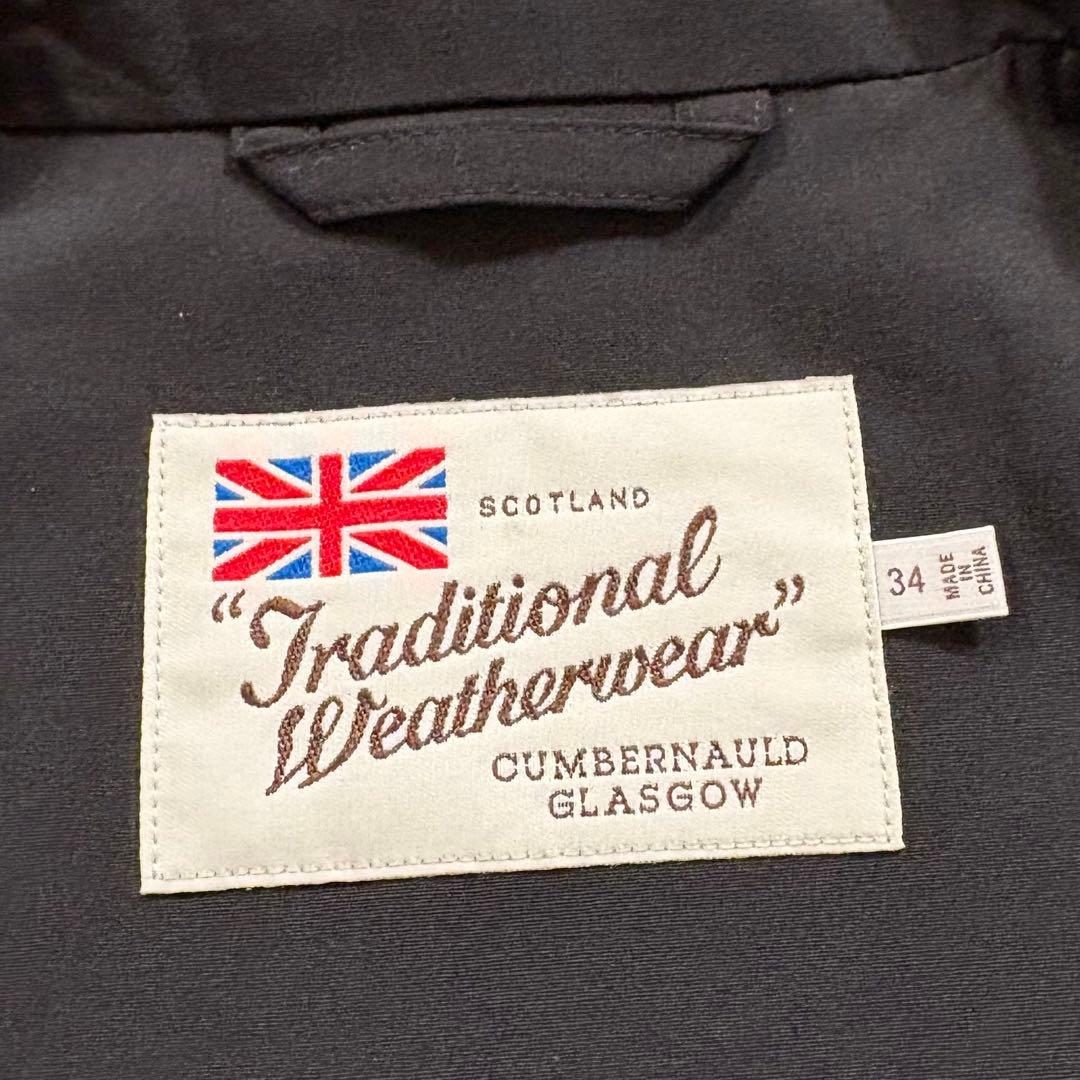 SCOTLAND
"Traditional
Weatherwear"
CUMBERNAULD
GLASGOW
34
MADE
IN
CHINA